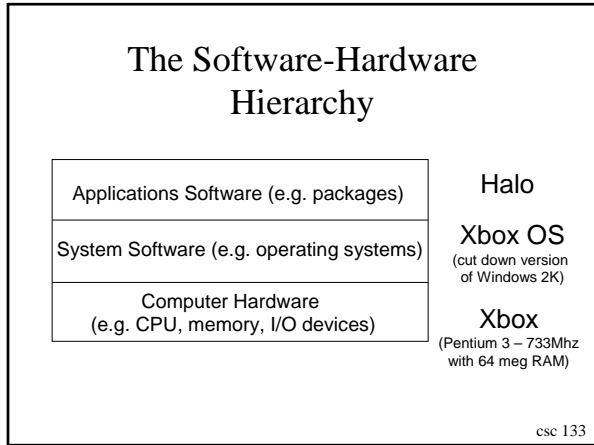 The Software-Hardware
Hierarchy
Applications Software (e.g. packages)
Halo
System Software (e.g. operating systems)
Xbox OS
(cut down version
of Windows 2K)
Computer Hardware
(e.g. CPU, memory, I/O devices)
Xbox
(Pentium 3 – 733Mhz
with 64 meg RAM)
csc 133